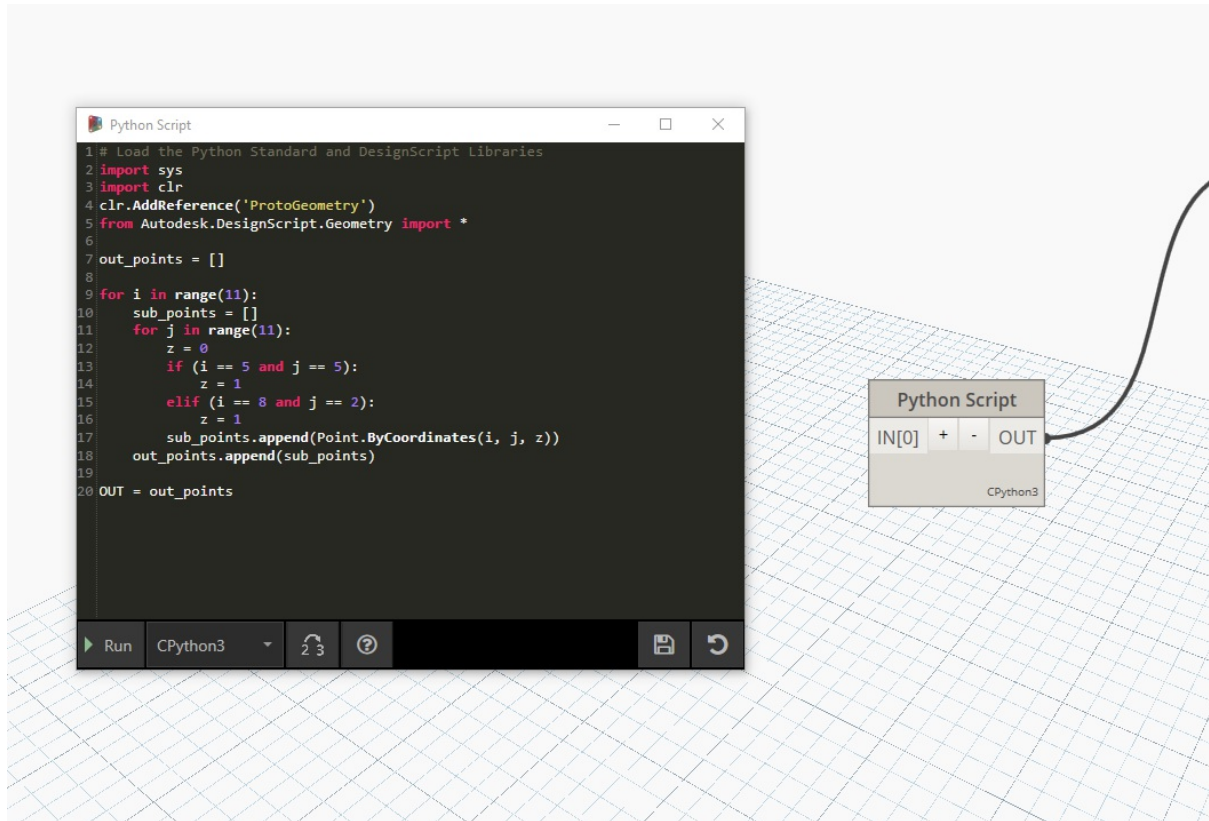 Python Script
1 # Load the Python Standard and DesignScript Libraries
2 import sys
3 import clr
4 clr.AddReference('ProtoGeometry')
5 from Autodesk.DesignScript.Geometry import *
6
7 out_points = []
8
9 for i in range(11):
10     sub_points = []
11     for j in range(11):
12         z = 0
13         if (i == 5 and j == 5):
14             z = 1
15         elif (i == 8 and j == 2):
16             z = 1
17         sub_points.append(Point.ByCoordinates(i, j, z))
18     out_points.append(sub_points)
19
20 OUT = out_points
Run CPython3 2 3 ?
Python Script
IN[0] + - OUT
CPython3